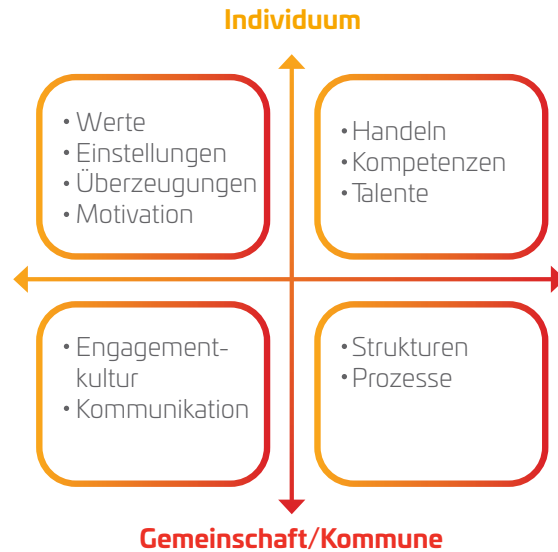 Individuum
• Werte
• Einstellungen
• Überzeugungen
• Motivation
• Handeln
• Kompetenzen
• Talente
• Engagement-
kultur
• Kommunikation
• Strukturen
• Prozesse
Gemeinschaft/Kommune